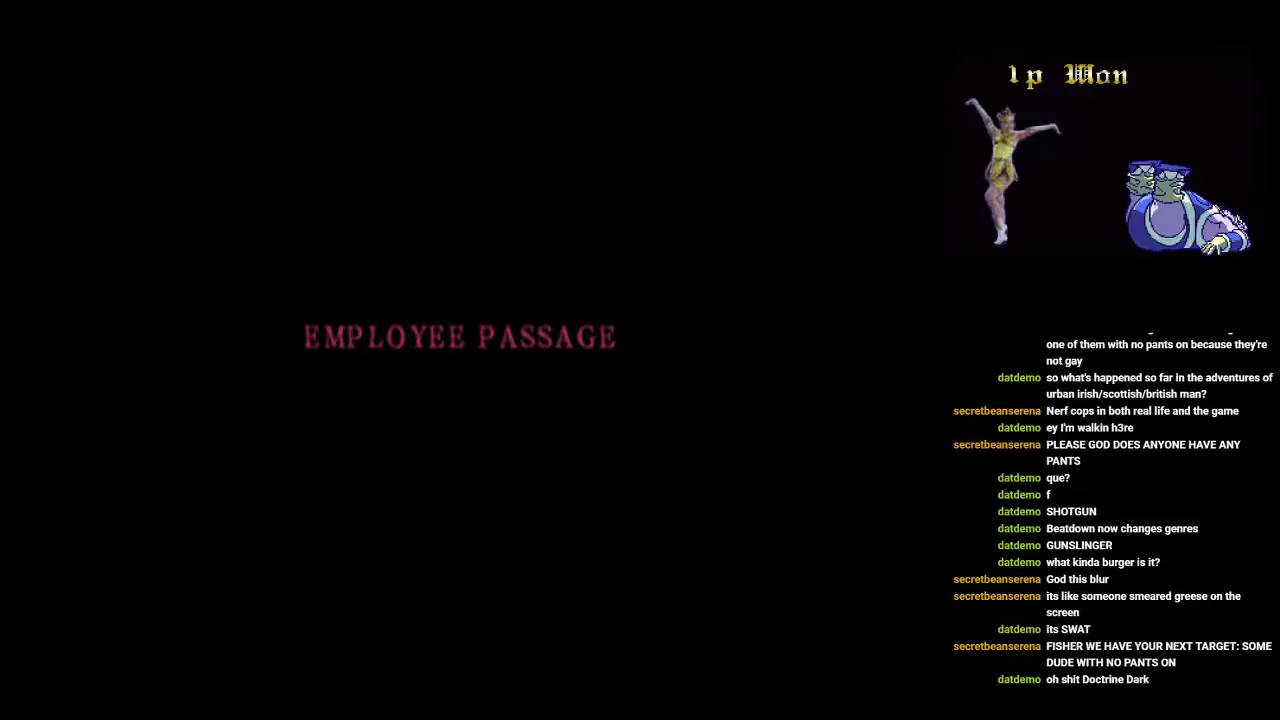 1p Won
EMPLOYEE PASSAGE
one of them with no pants on because they're
not gay
datdemo so what's happened so far in the adventures of
urban irish/scottish/british man?
secretbeanserena Nerf cops in both real life and the game
datdemo ey I'm walkin h3re
secretbeanserena PLEASE GOD DOES ANYONE HAVE ANY
PANTS
datdemo que?
datdemo f
datdemo SHOTGUN
datdemo Beatdown now changes genres
datdemo GUNSLINGER
datdemo what kinda burger is it?
secretbeanserena God this blur
secretbeanserena its like someone smeared greese on the
screen
datdemo its SWAT
secretbeanserena FISHER WE HAVE YOUR NEXT TARGET: SOME
DUDE WITH NO PANTS ON
datdemo oh shit Doctrine Dark